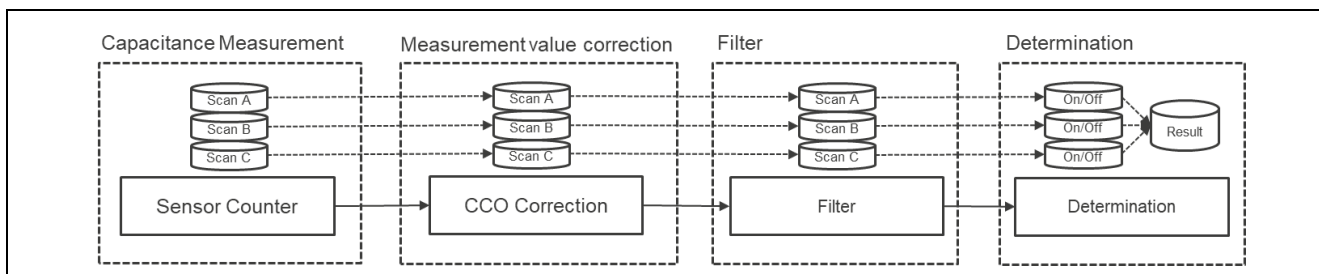 Capacitance Measurement
Measurement value correction
Filter
Determination
Scan A
Scan A
Scan A
On/Off
Scan B
Scan B
Scan B
On/Off
Result
Scan C
Scan C
Scan C
On/Off
Sensor Counter
CCO Correction
Filter
Determination